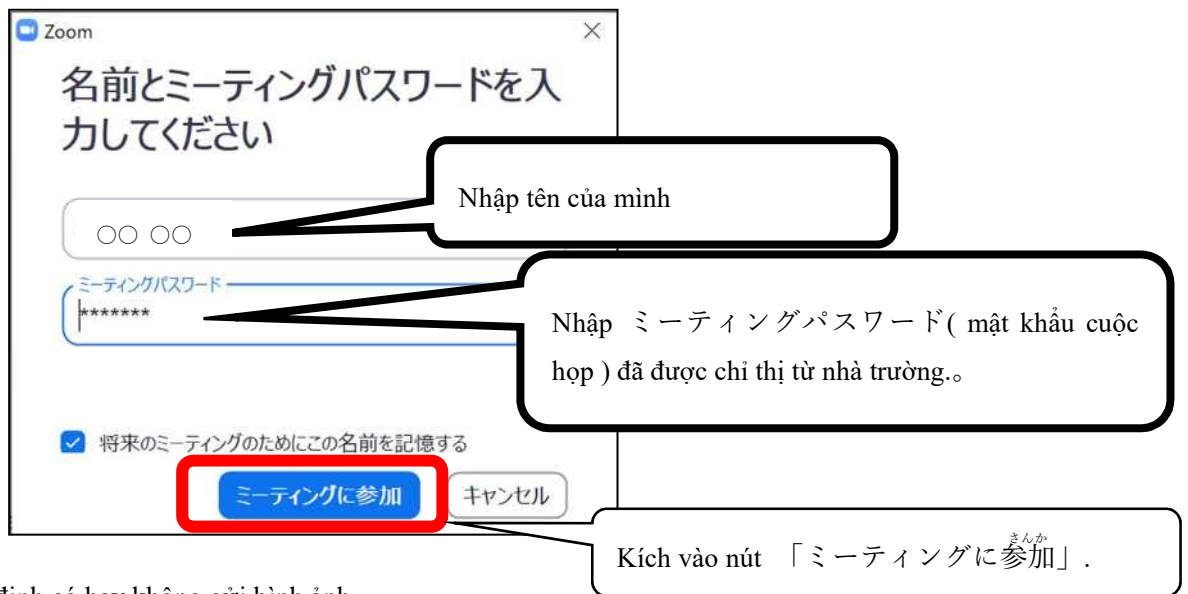 Zoom
名前とミーティングパスワードを入
力してください
Nhập tên của mình
○○ ○○
ミーティングパスワード
*******
Nhập ミーティングパスワード( mật khẩu cuộc
họp ) đã được chỉ thị từ nhà trường.。
将来のミーティングのためにこの名前を記憶する
ミーティングに参加
キャンセル
さんか
Kích vào nút 「ミーティングに参加」.